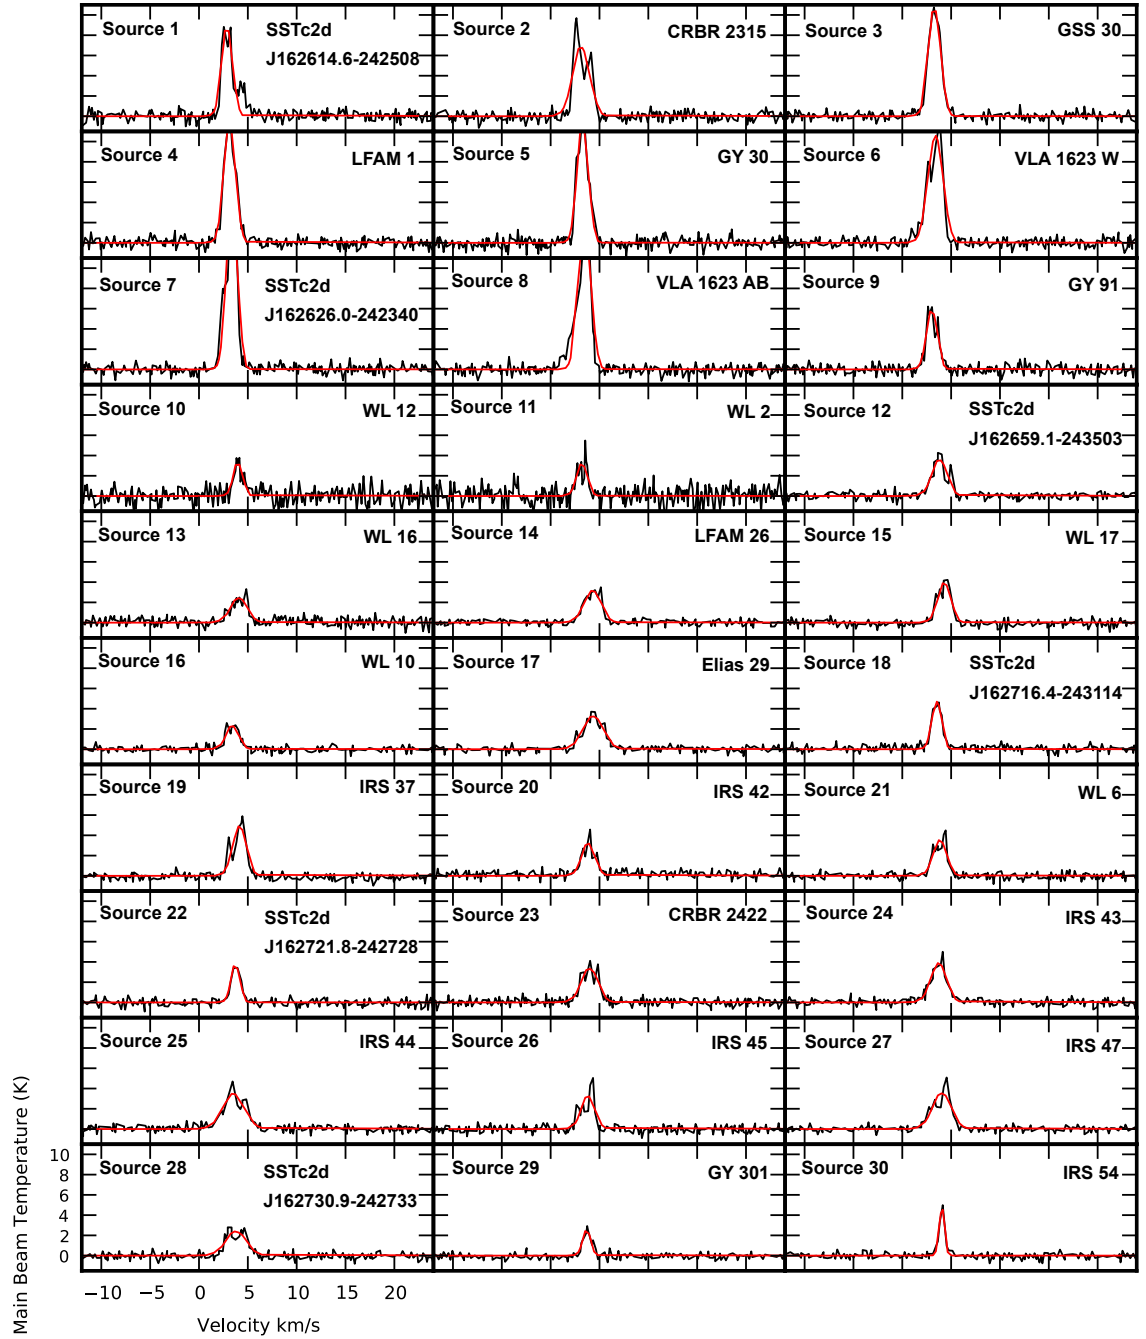 Source 1
SSTc2d
J162614.6-242508
Source 2
CRBR 2315
Source 3
GSS 30
Source 4
LFAM 1
Source 5
GY 30
Source 6
VLA 1623 W
Source 7
SSTc2d
J162626.0-242340
Source 8
VLA 1623 AB
Source 9
GY 91
Source 10
WL 12
Source 11
WL 2
Source 12
SSTc2d
J162659.1-243503
Source 13
WL 16
Source 14
LFAM 26
Source 15
WL 17
Source 16
WL 10
Source 17
Elias 29
Source 18
SSTc2d
J162716.4-243114
Source 19
IRS 37
Source 20
IRS 42
Source 21
WL 6
Source 22
SSTc2d
J162721.8-242728
Source 23
CRBR 2422
Source 24
IRS 43
Source 25
IRS 44
Source 26
IRS 45
Source 27
IRS 47
Source 28
SSTc2d
J162730.9-242733
Source 29
GY 301
Source 30
IRS 54
Main Beam Temperature (K)
10
8
6
4
2
0
−10 −5 0 5 10 15 20
Velocity km/s